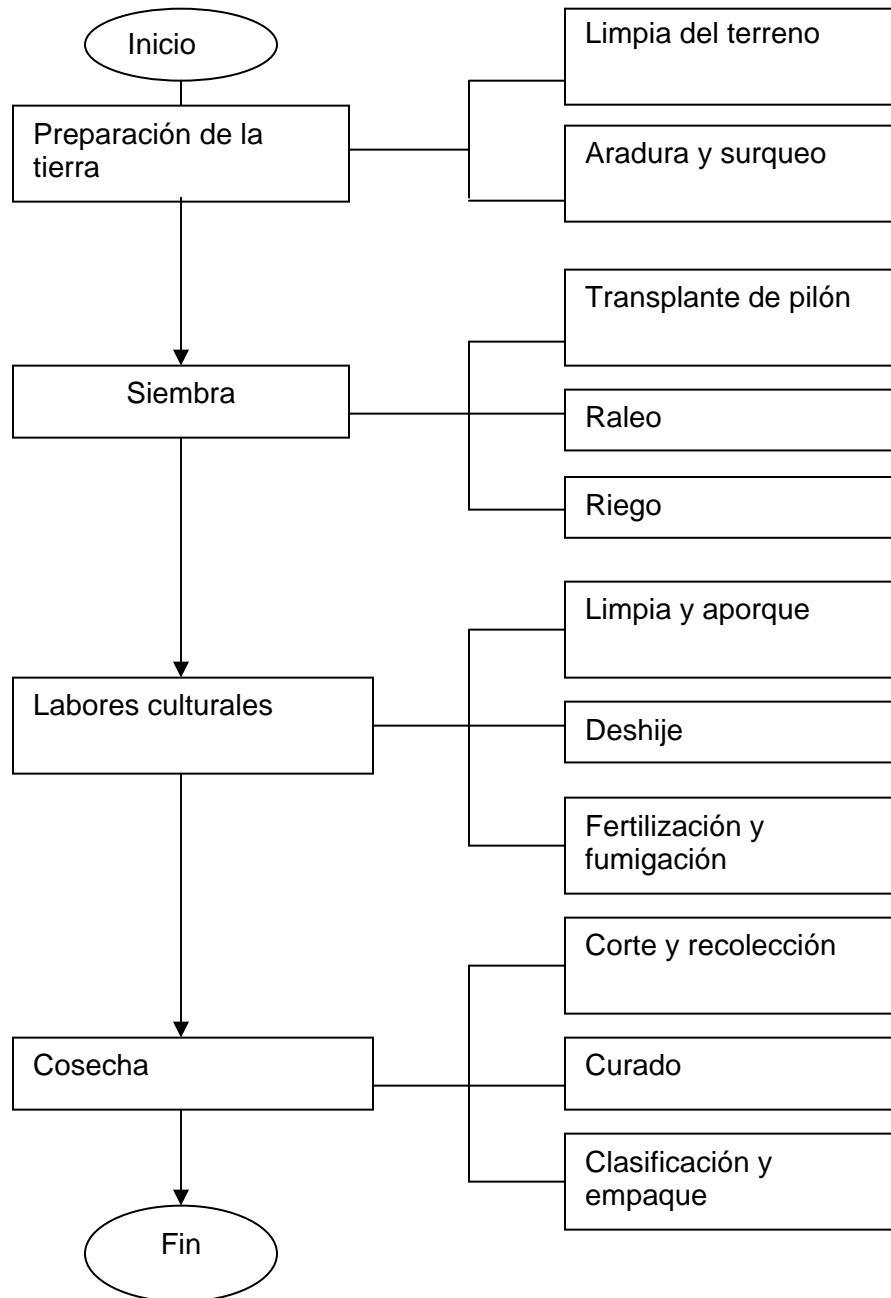 Inicio
Limpia del terreno
Preparación de la
tierra
Aradura y surqueo
Transplante de pilón
Siembra
Raleo
Riego
Limpia y aporque
Labores culturales
Deshije
Fertilización y
fumigación
Corte y recolección
Cosecha
Curado
Clasificación y
empaque
Fin